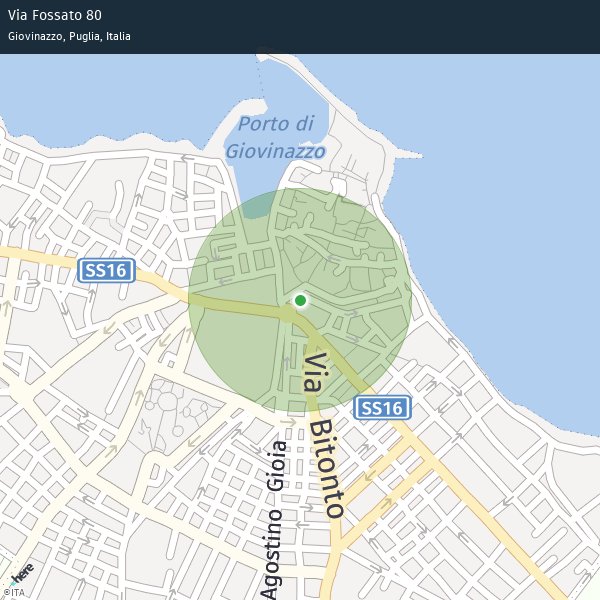 Via Fossato 80
Giovinazzo, Puglia, Italia
Porto di
Giovinazzo
SS16
Via Bitonto
SS16
Agostino Gioia
here
©ITA